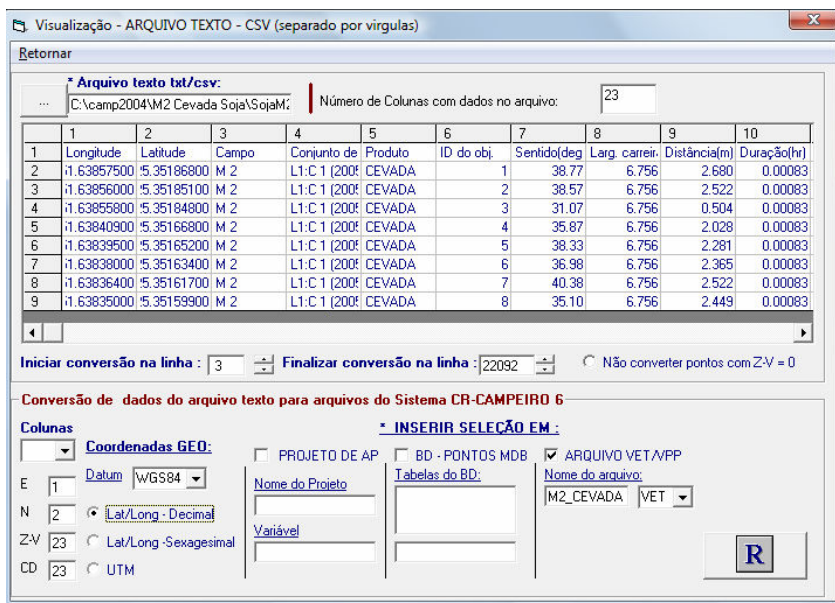 Visualização - ARQUIVO TEXTO - CSV (separado por virgulas)
Retornar
* Arquivo texto txt/csv:
... C:\camp2004\M2 Cevada Soja\SojaM2 Número de Colunas com dados no arquivo: 23
1 2 3 4 5 6 7 8 9 10
1 Longitude Latitude Campo Conjunto de Produto ID do obj. Sentido(deg Larg. carreir. Distância(m) Duração(hr)
2 i1.63857500 !5.35186800 M 2 L1:C 1 (200! CEVADA 1 38.77 6.756 2.680 0.00083
3 i1.63856000 !5.35185100 M 2 L1:C 1 (200! CEVADA 2 38.57 6.756 2.522 0.00083
4 i1.63855800 !5.35184800 M 2 L1:C 1 (200! CEVADA 3 31.07 6.756 0.504 0.00083
5 i1.63840900 !5.35166800 M 2 L1:C 1 (200! CEVADA 4 35.87 6.756 2.028 0.00083
6 i1.63839500 !5.35165200 M 2 L1:C 1 (200! CEVADA 5 38.33 6.756 2.281 0.00083
7 i1.63838000 !5.35163400 M 2 L1:C 1 (200! CEVADA 6 36.98 6.756 2.365 0.00083
8 i1.63836400 !5.35161700 M 2 L1:C 1 (200! CEVADA 7 40.38 6.756 2.522 0.00083
9 i1.63835000 !5.35159900 M 2 L1:C 1 (200! CEVADA 8 35.10 6.756 2.449 0.00083
Iniciar conversão na linha : 3 Finalizar conversão na linha : 22092 Não converter pontos com Z-V = 0
Conversão de dados do arquivo texto para arquivos do Sistema CR-CAMPEIRO 6
Colunas * INSERIR SELEÇÃO EM :
Coordenadas GEO: PROJETO DE AP BD - PONTOS MDB ARQUIVO VET/VPP
E 1 Datum WGS84 Nome do Projeto Tabelas do BD: Nome do arquivo:
N 2 Lat/Long - Decimal M2_CEVADA VET
Z-V 23 Lat/Long -Sexagesimal Variável
CD 23 UTM R